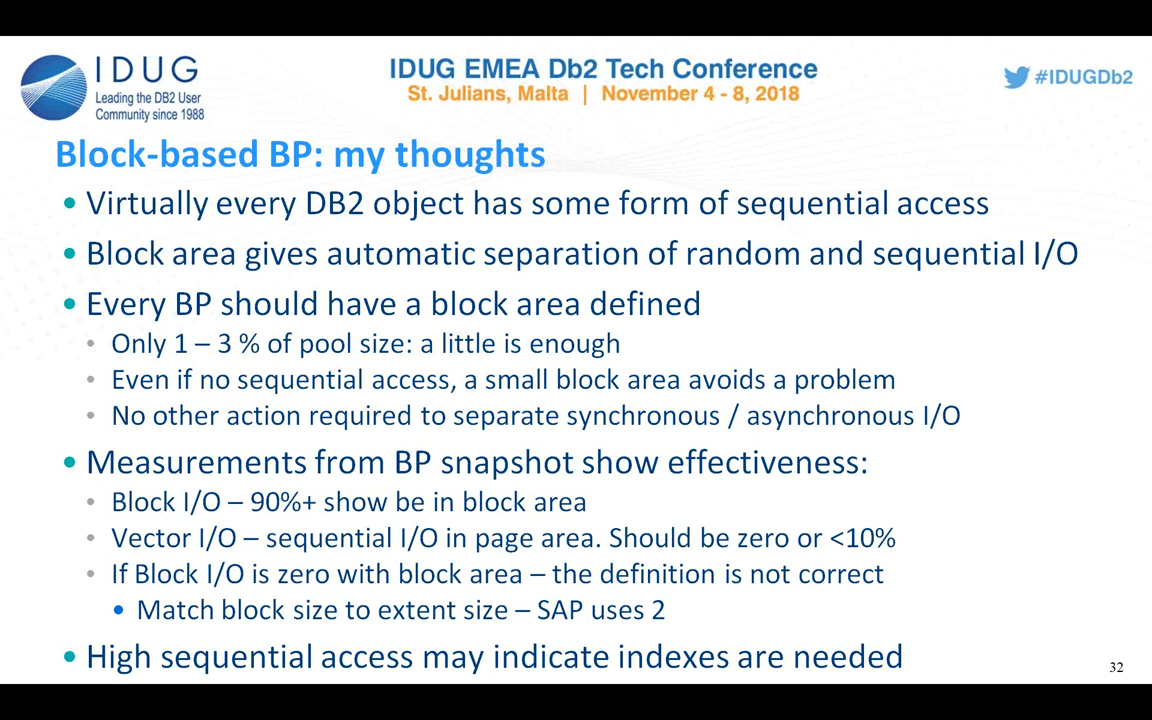 IDUG
Leading the DB2 User
Community since 1988
IDUG EMEA Db2 Tech Conference
St. Julians, Malta | November 4 - 8, 2018
#IDUGDb2
Block-based BP: my thoughts
• Virtually every DB2 object has some form of sequential access
• Block area gives automatic separation of random and sequential I/O
• Every BP should have a block area defined
• Only 1 – 3 % of pool size: a little is enough
• Even if no sequential access, a small block area avoids a problem
• No other action required to separate synchronous / asynchronous I/O
• Measurements from BP snapshot show effectiveness:
• Block I/O – 90%+ show be in block area
• Vector I/O – sequential I/O in page area. Should be zero or <10%
• If Block I/O is zero with block area – the definition is not correct
• Match block size to extent size – SAP uses 2
• High sequential access may indicate indexes are needed
32